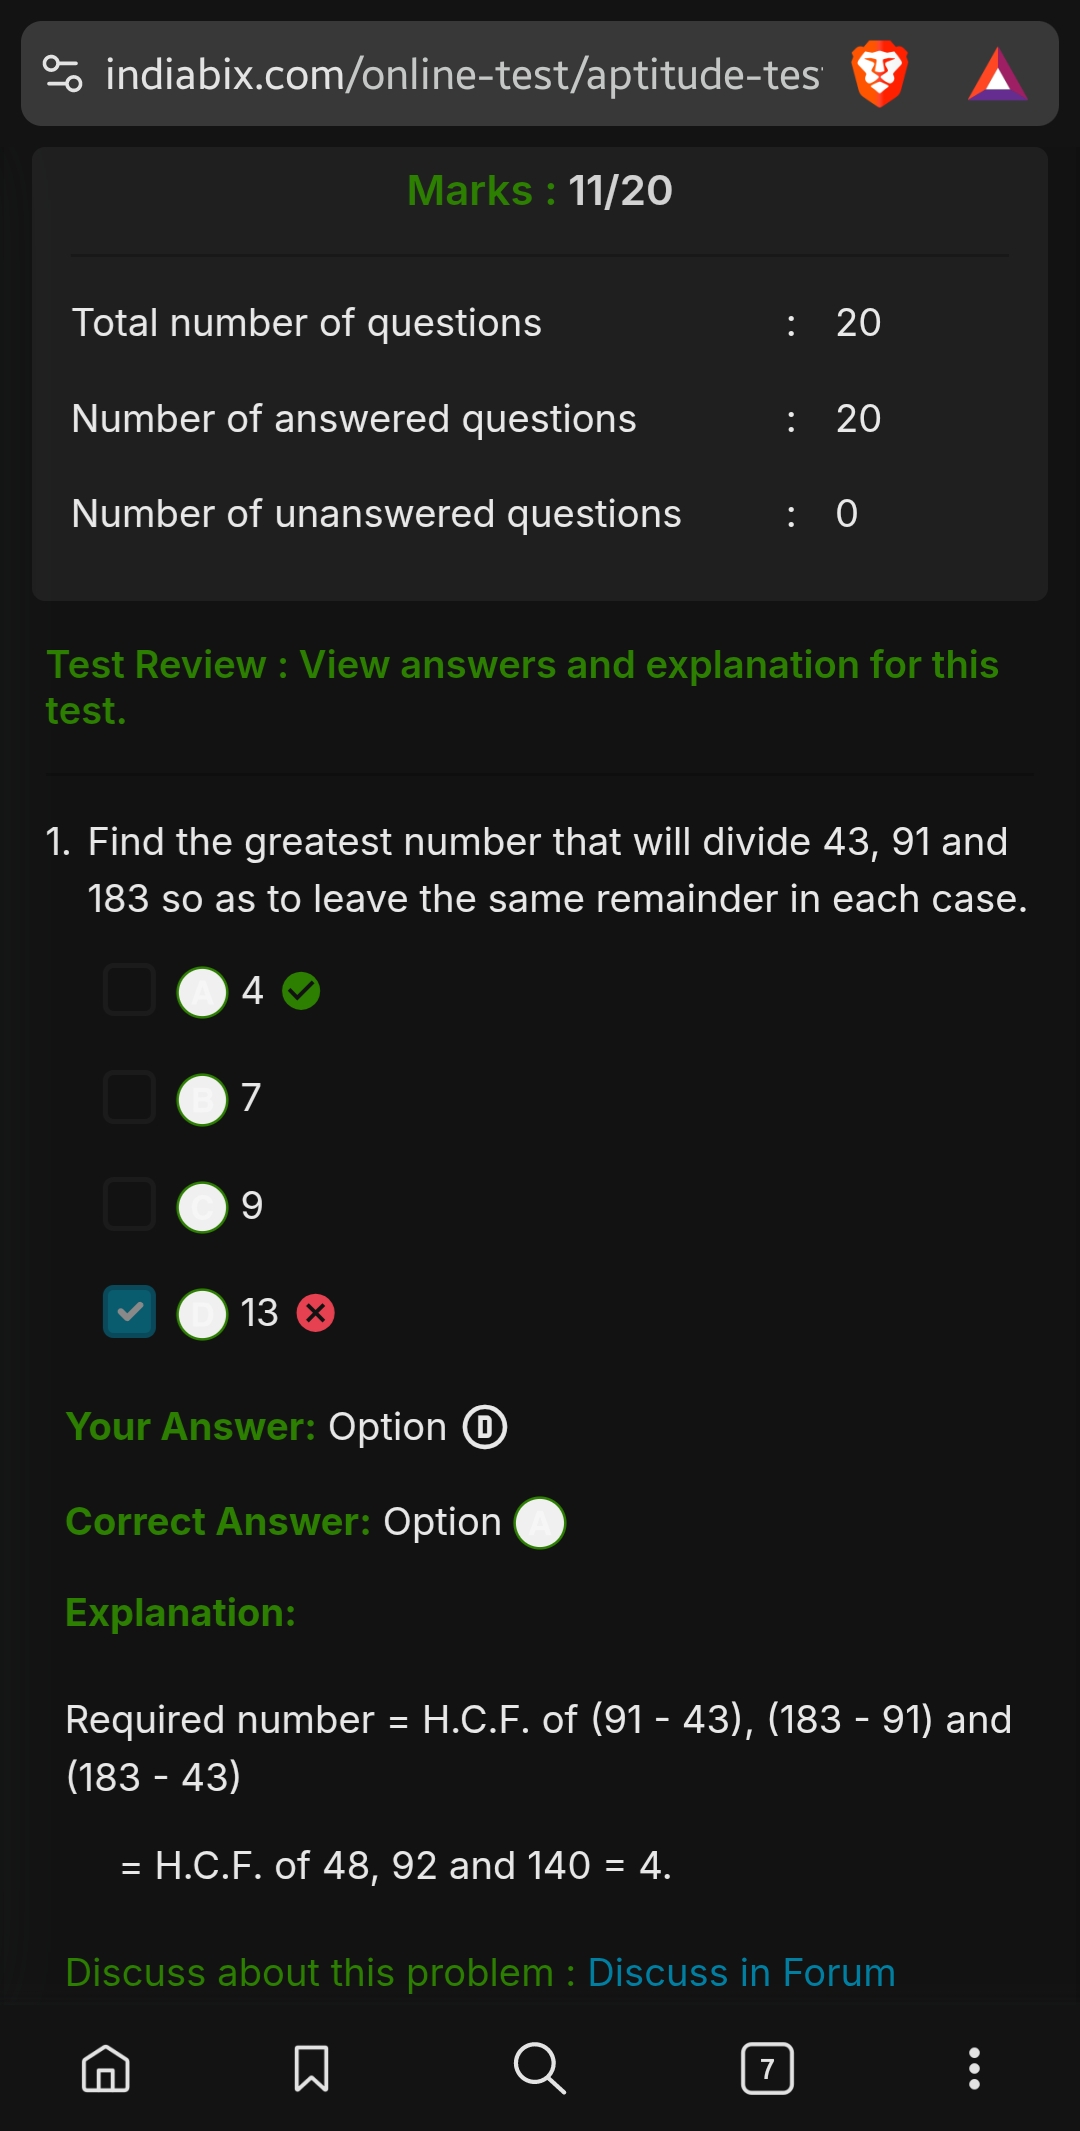 indiabix.com/online-test/aptitude-tes
Marks : 11/20
Total number of questions : 20
Number of answered questions : 20
Number of unanswered questions : 0
Test Review : View answers and explanation for this
test.
1. Find the greatest number that will divide 43, 91 and
183 so as to leave the same remainder in each case.
A 4
B 7
C 9
D 13
Your Answer: Option D
Correct Answer: Option A
Explanation:
Required number = H.C.F. of (91 - 43), (183 - 91) and
(183 - 43)
= H.C.F. of 48, 92 and 140 = 4.
Discuss about this problem : Discuss in Forum
7